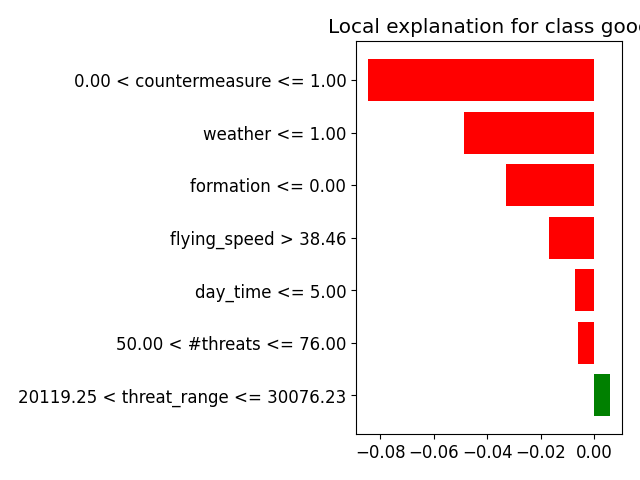 Local explanation for class goo
0.00 < countermeasure <= 1.00
weather <= 1.00
formation <= 0.00
flying_speed > 38.46
day_time <= 5.00
50.00 < #threats <= 76.00
20119.25 < threat_range <= 30076.23
−0.08 −0.06 −0.04 −0.02 0.00